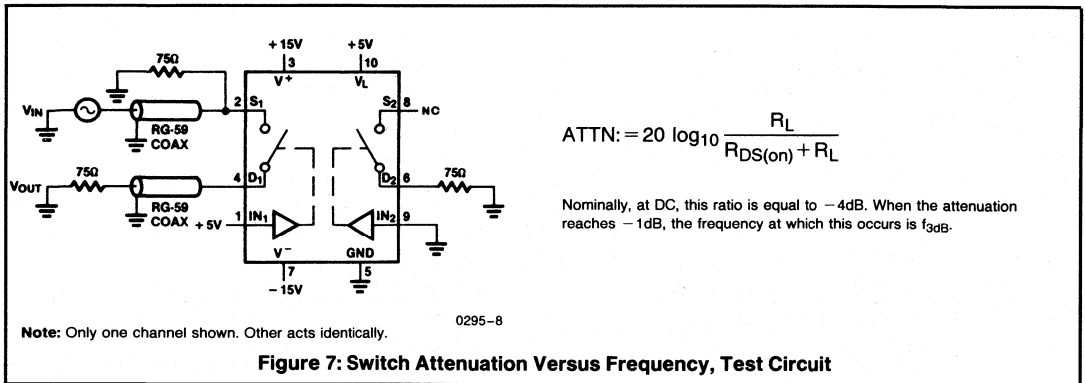 +15V
+5V
75Ω
3
10
V+
VL
VIN
2
S1
S2
8
NC
RG-59
COAX
ATTN: = 20 log10 RL / RDS(on) + RL
75Ω
VOUT
4
D1
D2
6
75Ω
RG-59
COAX
+5V
1
IN1
IN2
9
V−
GND
7
5
−15V
Nominally, at DC, this ratio is equal to −4dB. When the attenuation
reaches −1dB, the frequency at which this occurs is f3dB.
0295–8
Note: Only one channel shown. Other acts identically.
Figure 7: Switch Attenuation Versus Frequency, Test Circuit